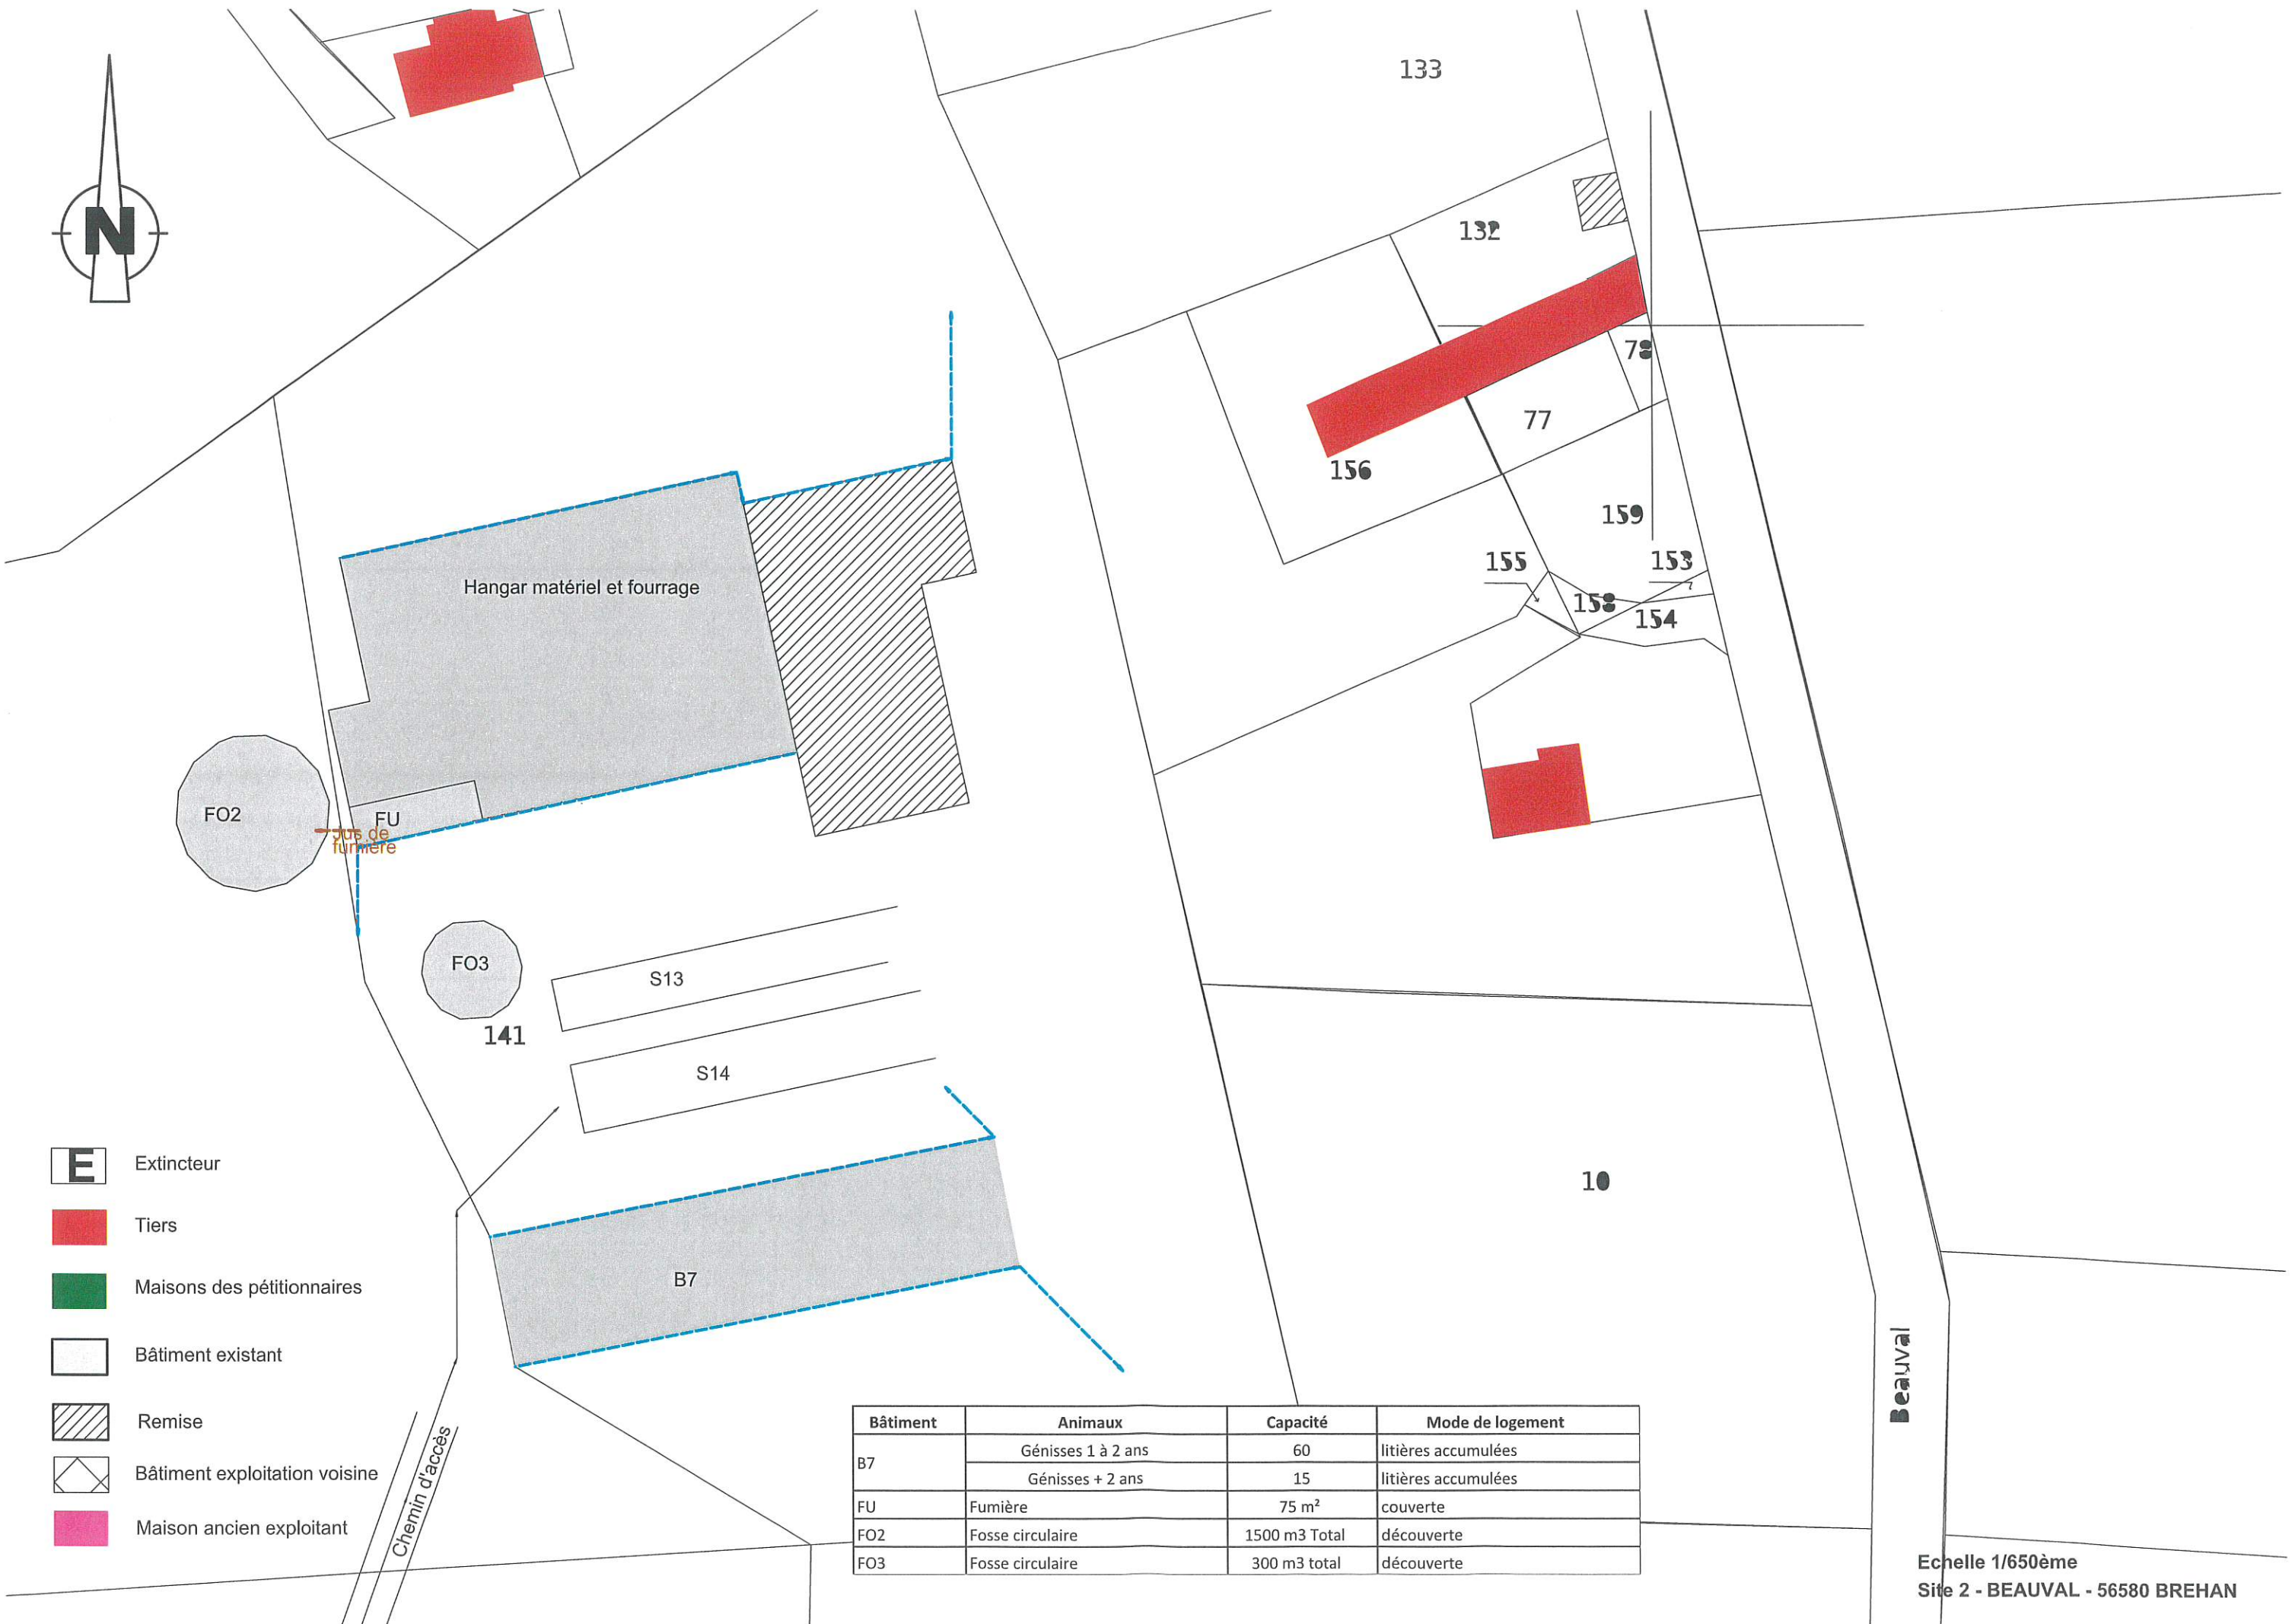 N
133
132
78
77
156
159
155
153
158
154
Hangar matériel et fourrage
FO2
FU
Jus de
fumière
FO3
S13
141
S14
B7
10
E Extincteur
Tiers
Maisons des pétitionnaires
Bâtiment existant
Remise
Bâtiment exploitation voisine
Maison ancien exploitant
Chemin d'accès
Beauval
Bâtiment Animaux Capacité Mode de logement
B7 Génisses 1 à 2 ans 60 litières accumulées
Génisses + 2 ans 15 litières accumulées
FU Fumière 75 m² couverte
FO2 Fosse circulaire 1500 m3 Total découverte
FO3 Fosse circulaire 300 m3 total découverte
Echelle 1/650ème
Site 2 - BEAUVAL - 56580 BREHAN